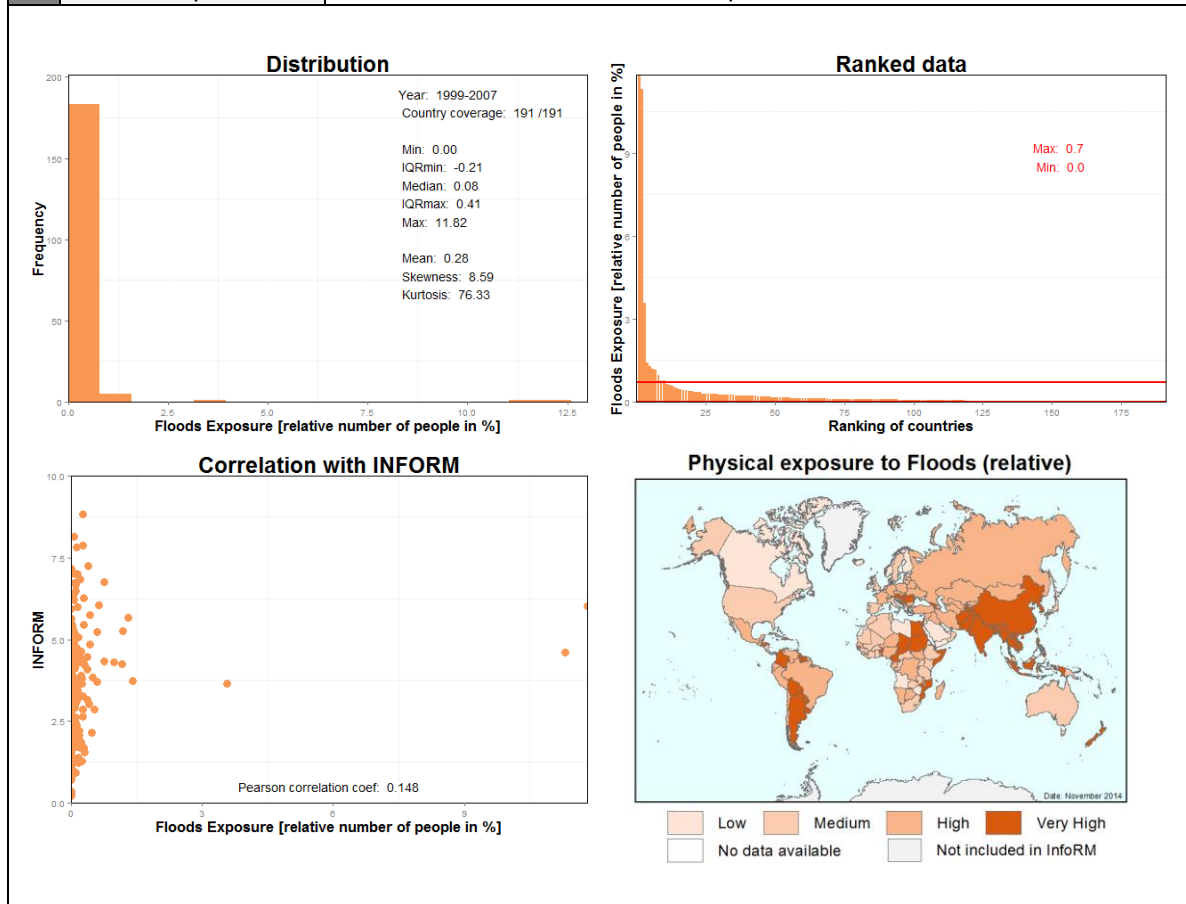 Distribution
200
150
100
50
0
Frequency
Year: 1999-2007
Country coverage: 191 /191
Min: 0.00
IQRmin: -0.21
Median: 0.08
IQRmax: 0.41
Max: 11.82
Mean: 0.28
Skewness: 8.59
Kurtosis: 76.33
0.0 2.5 5.0 7.5 10.0 12.5
Floods Exposure [relative number of people in %]
Ranked data
Floods Exposure [relative number of people in %]
9
6
3
0
Max: 0.7
Min: 0.0
25 50 75 100 125 150 175
Ranking of countries
Correlation with INFORM
10.0
7.5
5.0
2.5
0.0
INFORM
Pearson correlation coef: 0.148
0 3 6 9
Floods Exposure [relative number of people in %]
Physical exposure to Floods (relative)
Date: November 2014
Low Medium High Very High
No data available Not included in InfoRM